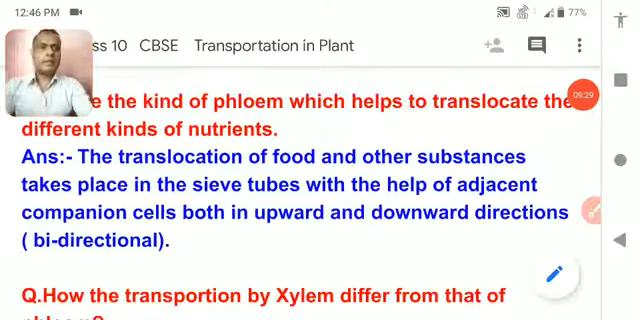 12:46 PM 77%
ss 10 CBSE Transportation in Plant
09:29
e the kind of phloem which helps to translocate the
different kinds of nutrients.
Ans:- The translocation of food and other substances
takes place in the sieve tubes with the help of adjacent
companion cells both in upward and downward directions
( bi-directional).
Q.How the transportion by Xylem differ from that of